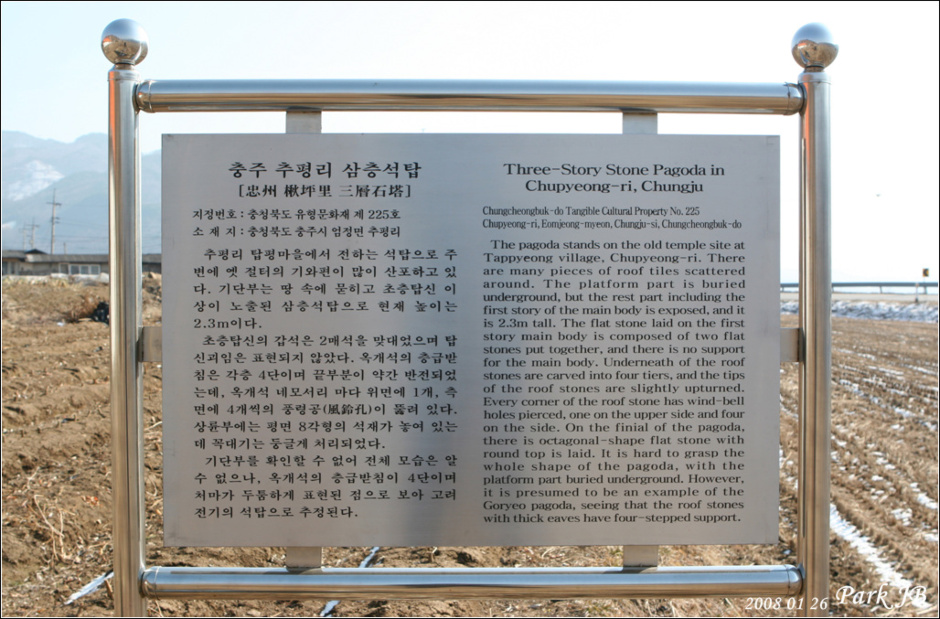 충주 추평리 삼층석탑
[忠州 楸坪里 三層石塔]
지정번호 : 충청북도 유형문화재 제 225호
소 재 지 : 충청북도 충주시 엄정면 추평리
추평리 탑평마을에서 전하는 석탑으로 주
변에 옛 절터의 기와편이 많이 산포하고 있
다. 기단부는 땅 속에 묻히고 초층탑신 이
상이 노출된 삼층석탑으로 현재 높이는
2.3m이다.
초층탑신의 갑석은 2매석을 맞대었으며 탑
신괴임은 표현되지 않았다. 옥개석의 층급받
침은 각층 4단이며 끝부분이 약간 반전되었
는데, 옥개석 네모서리 마다 위면에 1개, 측
면에 4개씩의 풍령공(風鈴孔)이 뚫려 있다.
상륜부에는 평면 8각형의 석재가 놓여 있는
데 꼭대기는 둥글게 처리되었다.
기단부를 확인할 수 없어 전체 모습은 알
수 없으나, 옥개석의 층급받침이 4단이며
처마가 두툼하게 표현된 점으로 보아 고려
전기의 석탑으로 추정된다.
Three-Story Stone Pagoda in
Chupyeong-ri, Chungju
Chungcheongbuk-do Tangible Cultural Property No. 225
Chupyeong-ri, Eomjeong-myeon, Chungju-si, Chungcheongbuk-do
The pagoda stands on the old temple site at
Tappyeong village, Chupyeong-ri. There
are many pieces of roof tiles scattered
around. The platform part is buried
underground, but the rest part including the
first story of the main body is exposed, and it
is 2.3m tall. The flat stone laid on the first
story main body is composed of two flat
stones put together, and there is no support
for the main body. Underneath of the roof
stones are carved into four tiers, and the tips
of the roof stones are slightly upturned.
Every corner of the roof stone has wind-bell
holes pierced, one on the upper side and four
on the side. On the finial of the pagoda,
there is octagonal-shape flat stone with
round top is laid. It is hard to grasp the
whole shape of the pagoda, with the
platform part buried underground. However,
it is presumed to be an example of the
Goryeo pagoda, seeing that the roof stones
with thick eaves have four-stepped support.
2008 01 26 Park JB